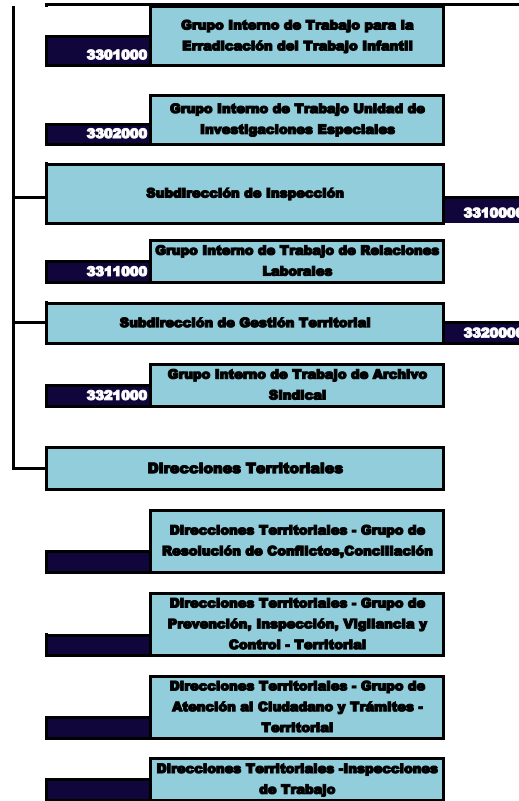 Grupo Interno de Trabajo para la
Erradicación del Trabajo Infantil
3301000
Grupo Interno de Trabajo Unidad de
Investigaciones Especiales
3302000
Subdirección de Inspección
3310000
Grupo Interno de Trabajo de Relaciones
Laborales
3311000
Subdirección de Gestión Territorial
3320000
Grupo Interno de Trabajo de Archivo
Sindical
3321000
Direcciones Territoriales
Direcciones Territoriales - Grupo de
Resolución de Conflictos,Conciliación
Direcciones Territoriales - Grupo de
Prevención, Inspección, Vigilancia y
Control - Territorial
Direcciones Territoriales - Grupo de
Atención al Ciudadano y Trámites -
Territorial
Direcciones Territoriales -Inspecciones
de Trabajo